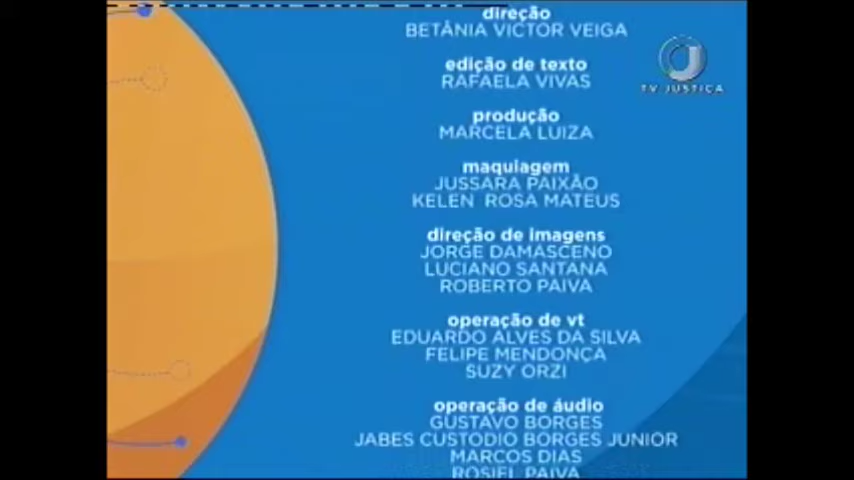 direção
BETÂNIA VICTOR VEIGA
edição de texto
RAFAELA VIVAS
TV JUSTIÇA
produção
MARCELA LUIZA
maquiagem
JUSSARA PAIXÃO
KELEN ROSA MATEUS
direção de imagens
JORGE DAMASCENO
LUCIANO SANTANA
ROBERTO PAIVA
operação de vt
EDUARDO ALVES DA SILVA
FELIPE MENDONÇA
SUZY ORZI
operação de áudio
GUSTAVO BORGES
JABES CUSTODIO BORGES JUNIOR
MARCOS DIAS
ROSIEL PAIVA